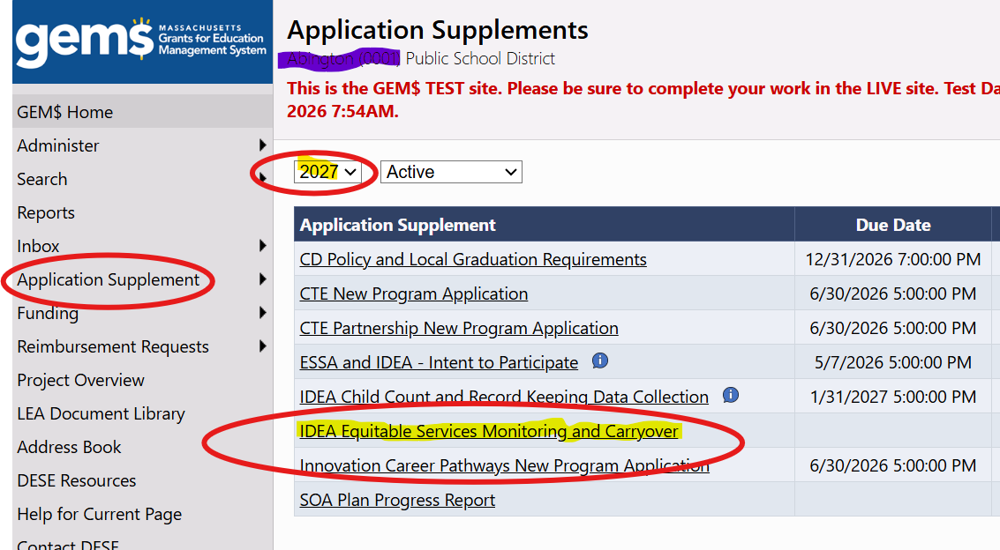 gem$ MASSACHUSETTS
Grants for Education
Management System
Application Supplements
Abington (0001) Public School District
This is the GEM$ TEST site. Please be sure to complete your work in the LIVE site. Test Da
2026 7:54AM.
GEM$ Home
Administer
Search
Reports
Inbox
Application Supplement
Funding
Reimbursement Requests
Project Overview
LEA Document Library
Address Book
DESE Resources
Help for Current Page
Contact DESE
2027 Active
Application Supplement Due Date
CD Policy and Local Graduation Requirements 12/31/2026 7:00:00 PM
CTE New Program Application 6/30/2026 5:00:00 PM
CTE Partnership New Program Application 6/30/2026 5:00:00 PM
ESSA and IDEA - Intent to Participate 5/7/2026 5:00:00 PM
IDEA Child Count and Record Keeping Data Collection 1/31/2027 5:00:00 PM
IDEA Equitable Services Monitoring and Carryover
Innovation Career Pathways New Program Application 6/30/2026 5:00:00 PM
SOA Plan Progress Report